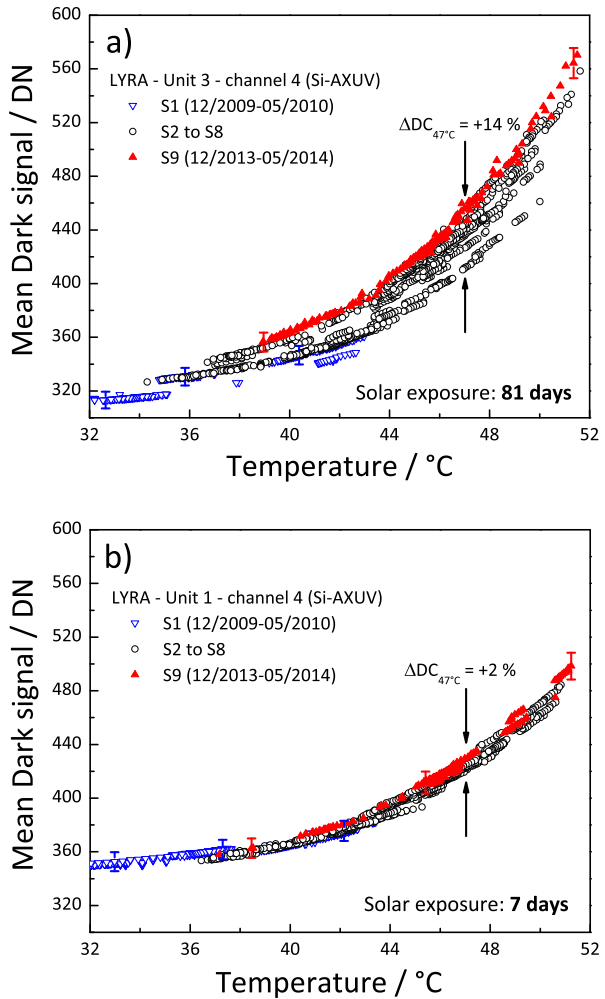 600
560
520
480
440
400
360
320
Mean Dark signal / DN
a)
LYRA - Unit 3 - channel 4 (Si-AXUV)
S1 (12/2009-05/2010)
S2 to S8
S9 (12/2013-05/2014)
ΔDC47°C = +14 %
Solar exposure: 81 days
32 36 40 44 48 52
Temperature / °C
600
560
520
480
440
400
360
320
Mean Dark signal / DN
b)
LYRA - Unit 1 - channel 4 (Si-AXUV)
S1 (12/2009-05/2010)
S2 to S8
S9 (12/2013-05/2014)
ΔDC47°C = +2 %
Solar exposure: 7 days
32 36 40 44 48 52
Temperature / °C